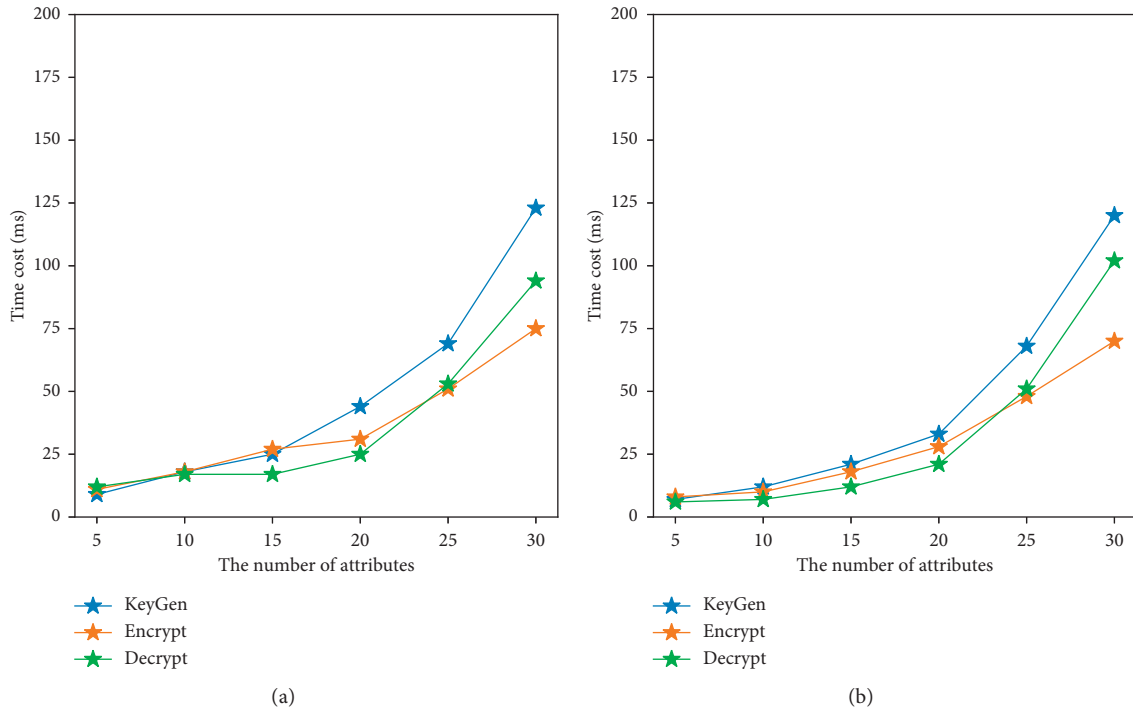 200
175
150
125
100
75
50
25
0
Time cost (ms)
5 10 15 20 25 30
The number of attributes
KeyGen
Encrypt
Decrypt
(a)
200
175
150
125
100
75
50
25
0
Time cost (ms)
5 10 15 20 25 30
The number of attributes
KeyGen
Encrypt
Decrypt
(b)